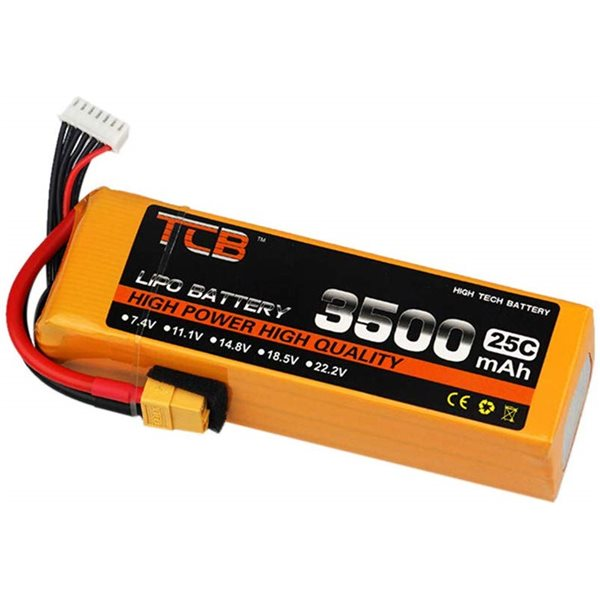 TCB™
LIPO BATTERY
HIGH POWER HIGH QUALITY
•7.4V •11.1V •14.8V •18.5V •22.2V
HIGH TECH BATTERY
3500 25C
mAh
CE